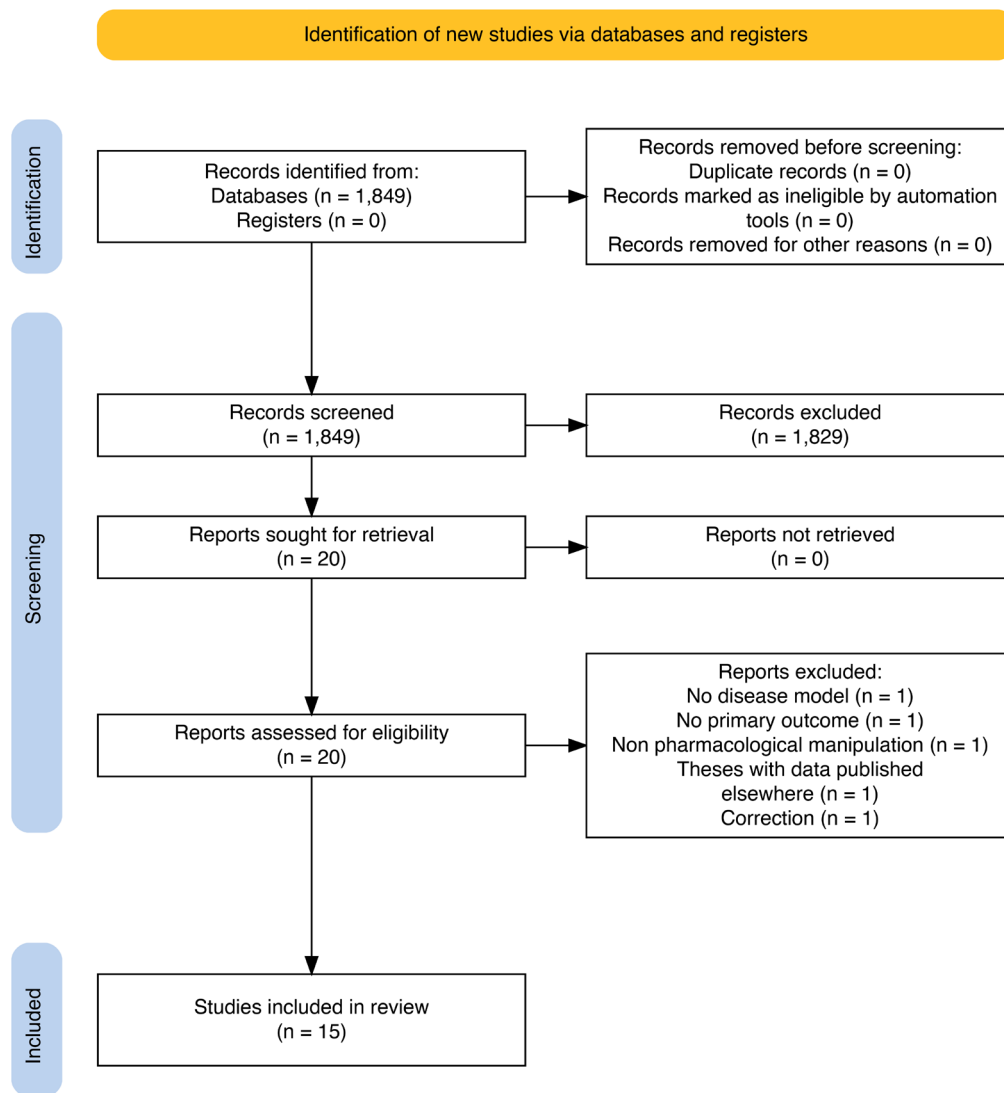 Identification of new studies via databases and registers
Identification
Records identified from:
Databases (n = 1,849)
Registers (n = 0)
Records removed before screening:
Duplicate records (n = 0)
Records marked as ineligible by automation
tools (n = 0)
Records removed for other reasons (n = 0)
Screening
Records screened
(n = 1,849)
Records excluded
(n = 1,829)
Reports sought for retrieval
(n = 20)
Reports not retrieved
(n = 0)
Reports assessed for eligibility
(n = 20)
Reports excluded:
No disease model (n = 1)
No primary outcome (n = 1)
Non pharmacological manipulation (n = 1)
Theses with data published
elsewhere (n = 1)
Correction (n = 1)
Included
Studies included in review
(n = 15)